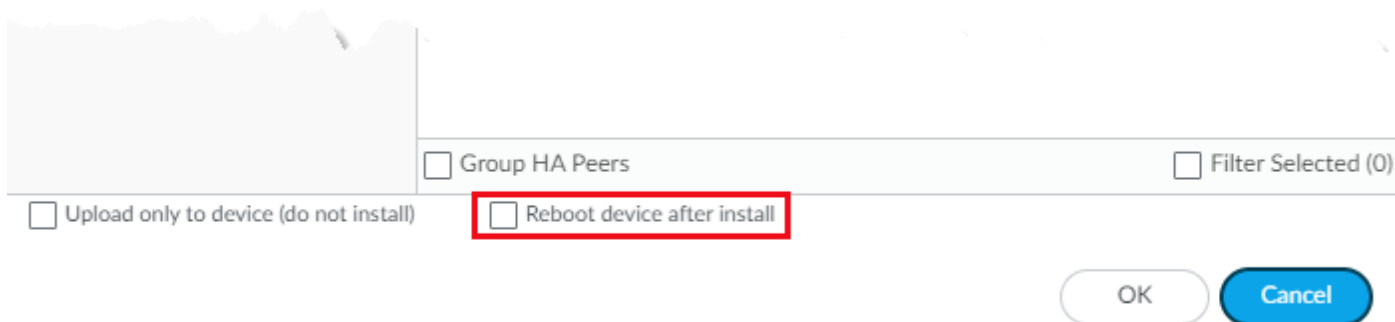 Group HA Peers
Filter Selected (0)
Upload only to device (do not install)
Reboot device after install
OK
Cancel